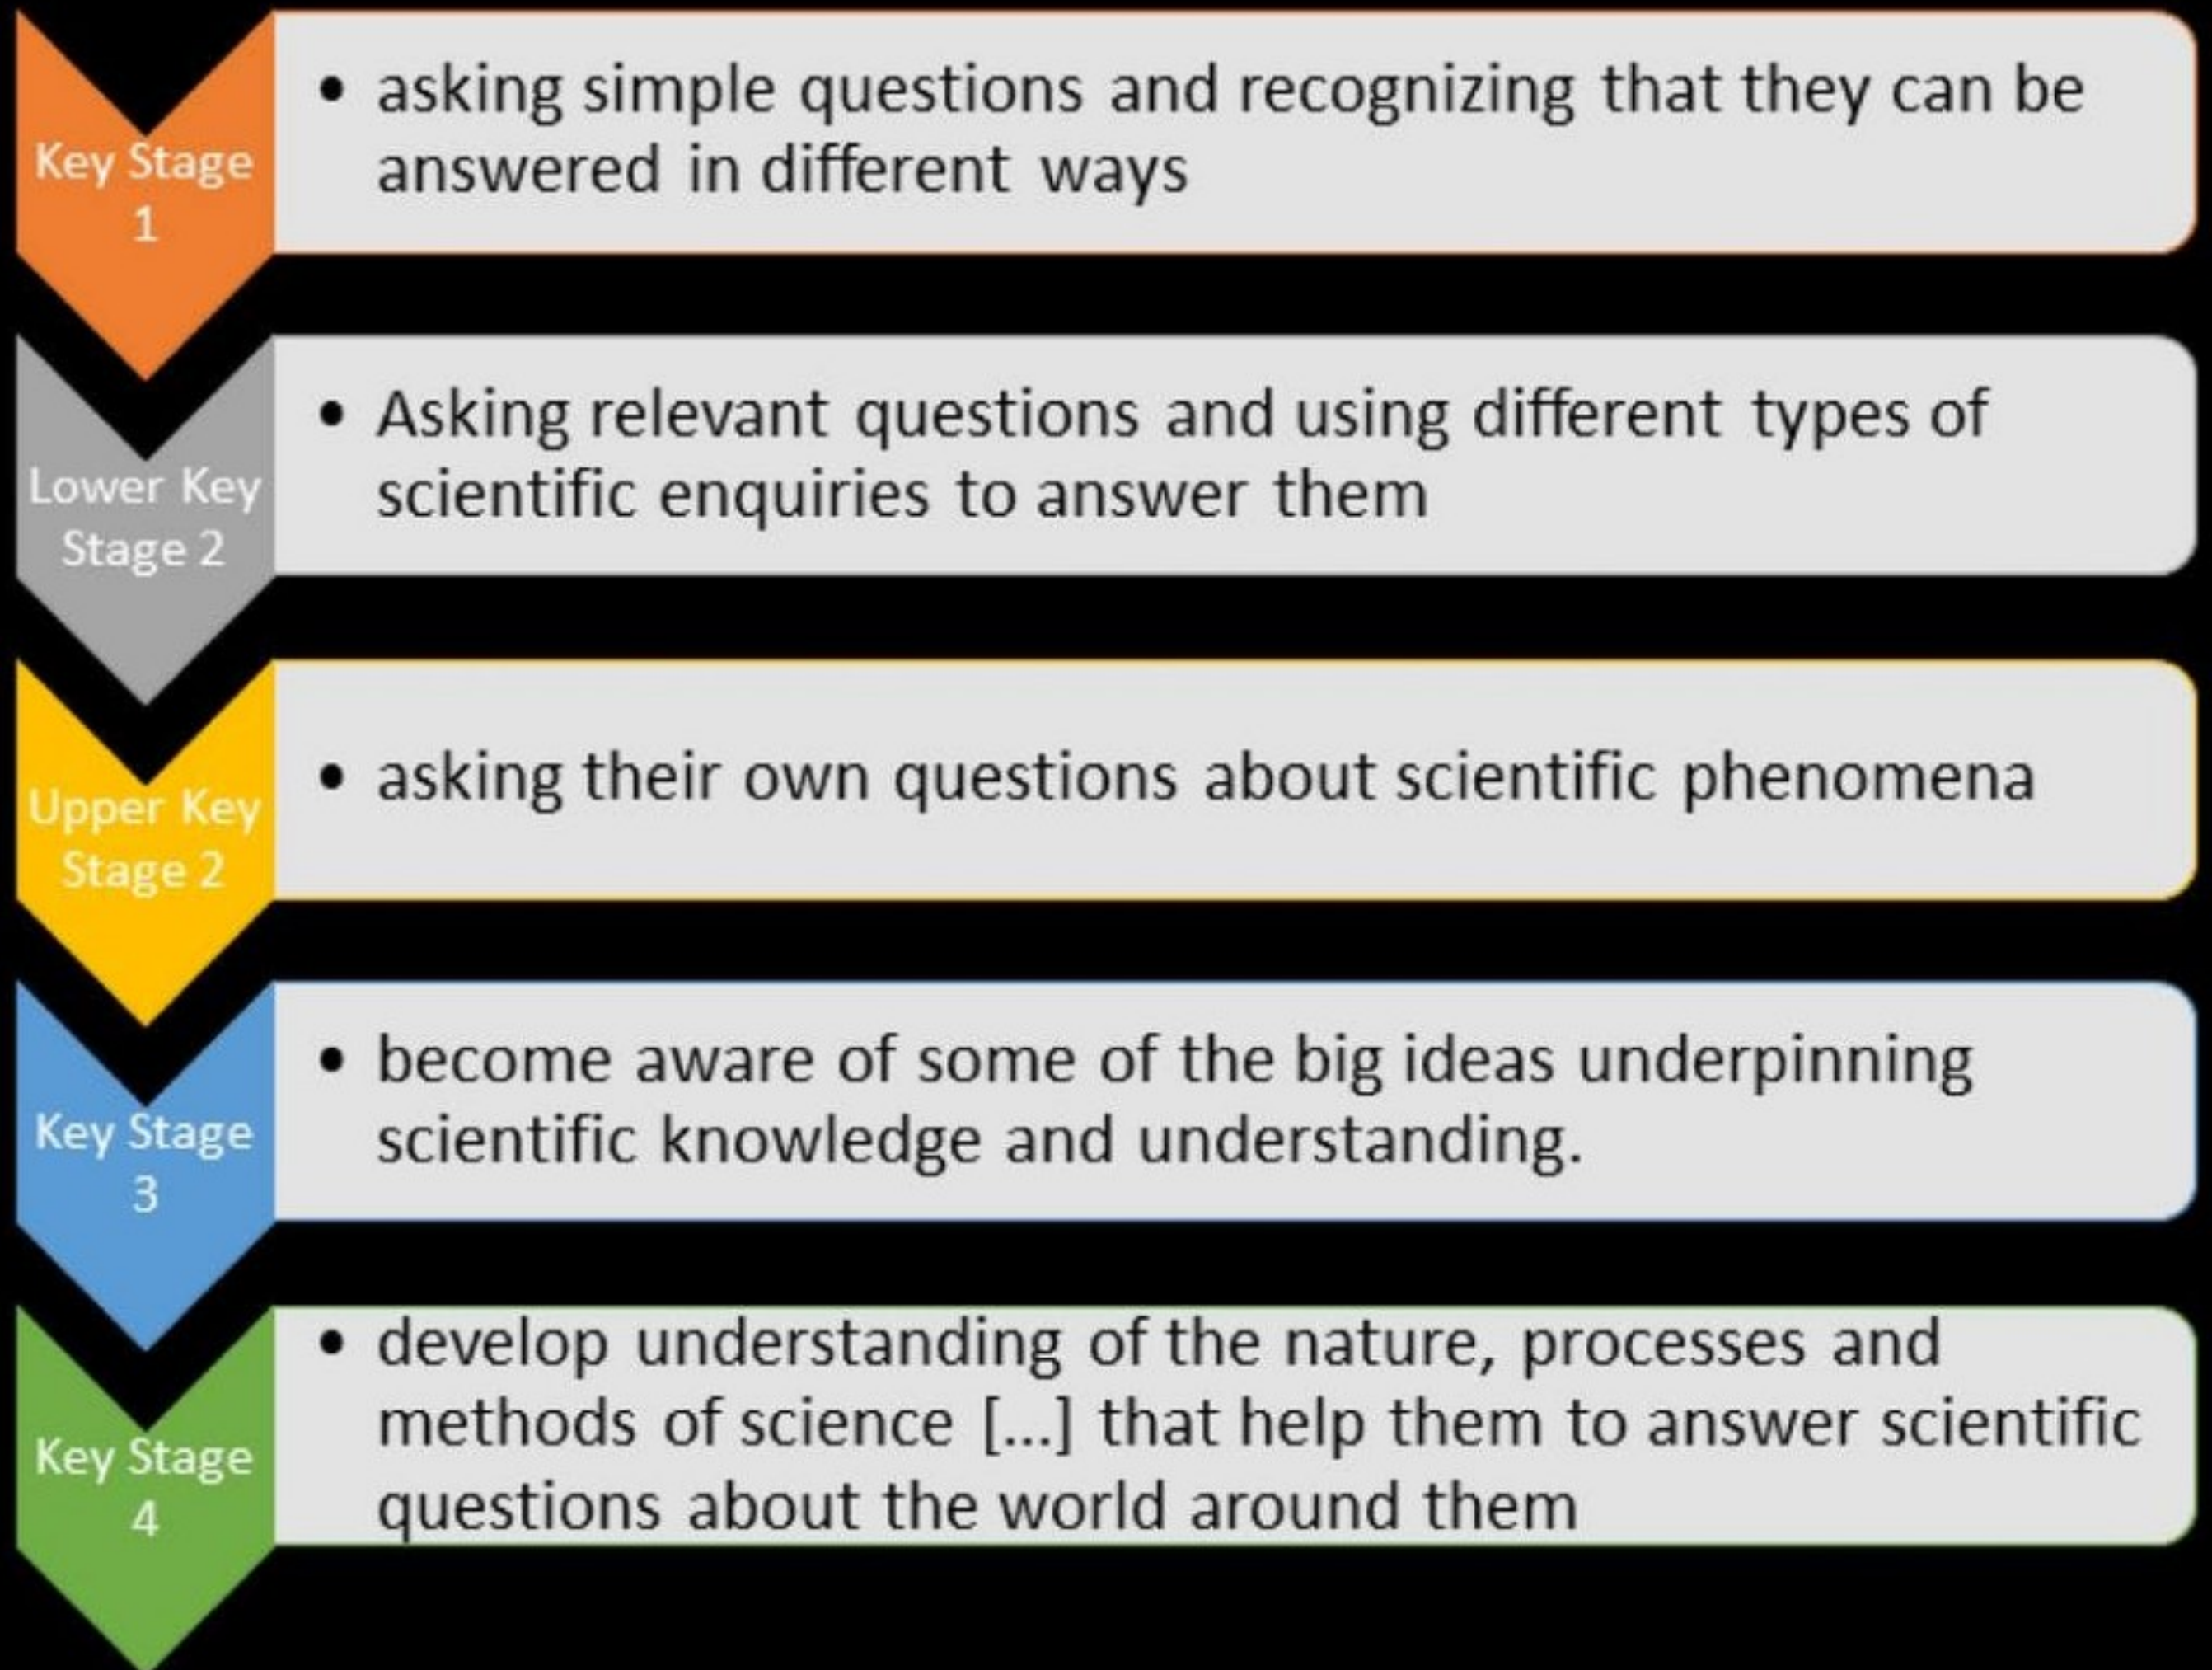 Key Stage
1
• asking simple questions and recognizing that they can be
answered in different ways
Lower Key
Stage 2
• Asking relevant questions and using different types of
scientific enquiries to answer them
Upper Key
Stage 2
• asking their own questions about scientific phenomena
Key Stage
3
• become aware of some of the big ideas underpinning
scientific knowledge and understanding.
Key Stage
4
• develop understanding of the nature, processes and
methods of science [...] that help them to answer scientific
questions about the world around them